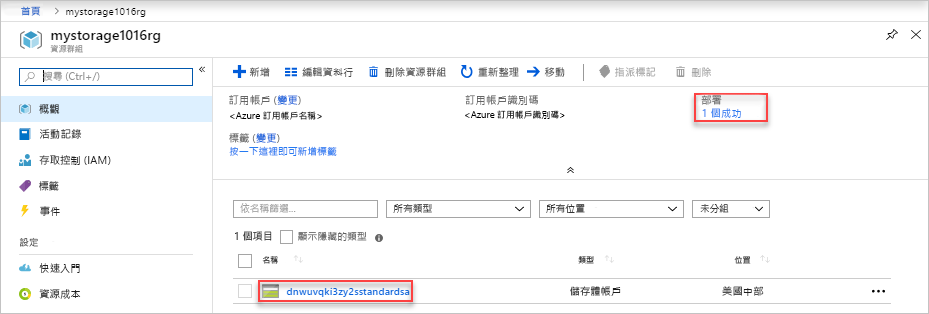 首頁 > mystorage1016rg
mystorage1016rg
資源群組
搜尋 (Ctrl+/)
概觀
活動記錄
存取控制 (IAM)
標籤
事件
設定
快速入門
資源成本
新增 編輯資料行 刪除資源群組 重新整理 移動 指派標記 刪除
訂用帳戶 (變更) 訂用帳戶識別碼 部署
<Azure 訂用帳戶名稱> <Azure 訂用帳戶識別碼> 1 個成功
標籤 (變更)
按一下這裡即可新增標籤
依名稱篩選... 所有類型 所有位置 未分組
1 個項目 顯示隱藏的類型
名稱 類型 位置
dnwuvqki3zy2sstandardsa 儲存體帳戶 美國中部